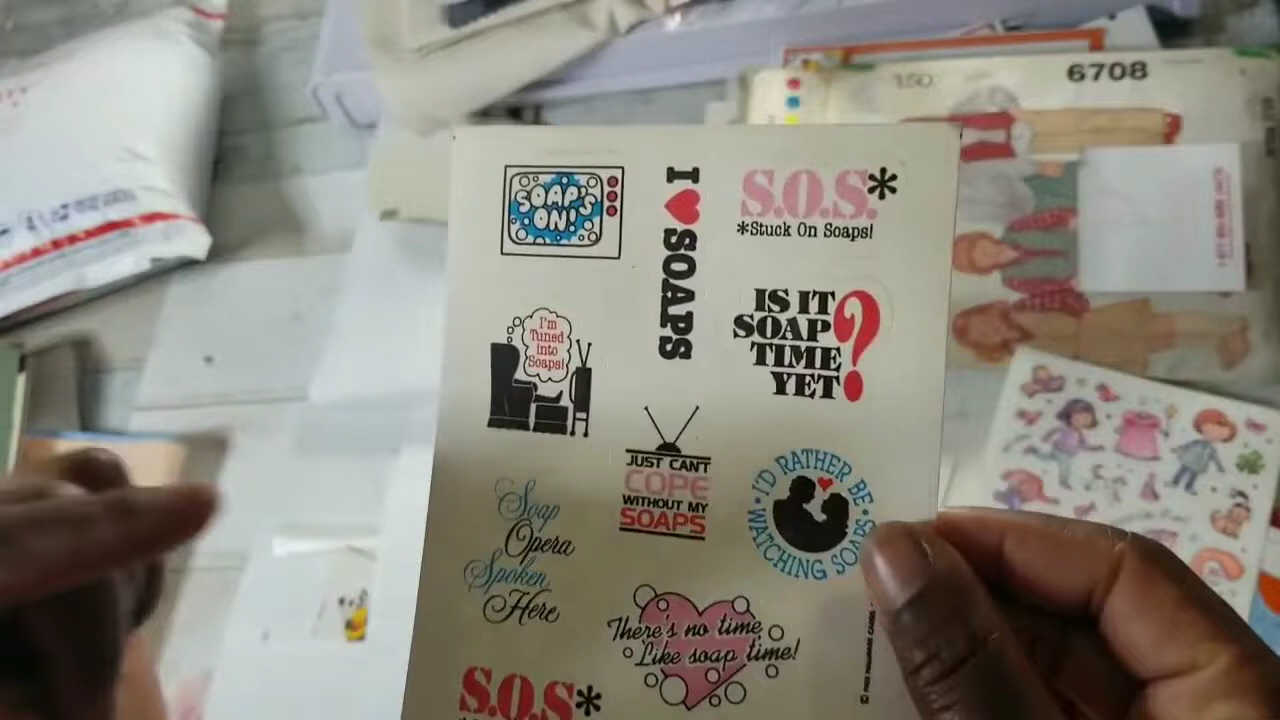 6708
SOAP'S
ON!
I ❤ SOAPS
S.O.S.*
*Stuck On Soaps!
I'm
Tuned
into
Soaps!
IS IT
SOAP
TIME
YET?
JUST CAN'T
COPE
WITHOUT MY
SOAPS
I'D RATHER BE
WATCHING SOAPS
Soap
Opera
Spoken
Here
There's no time
Like soap time!
S.O.S*